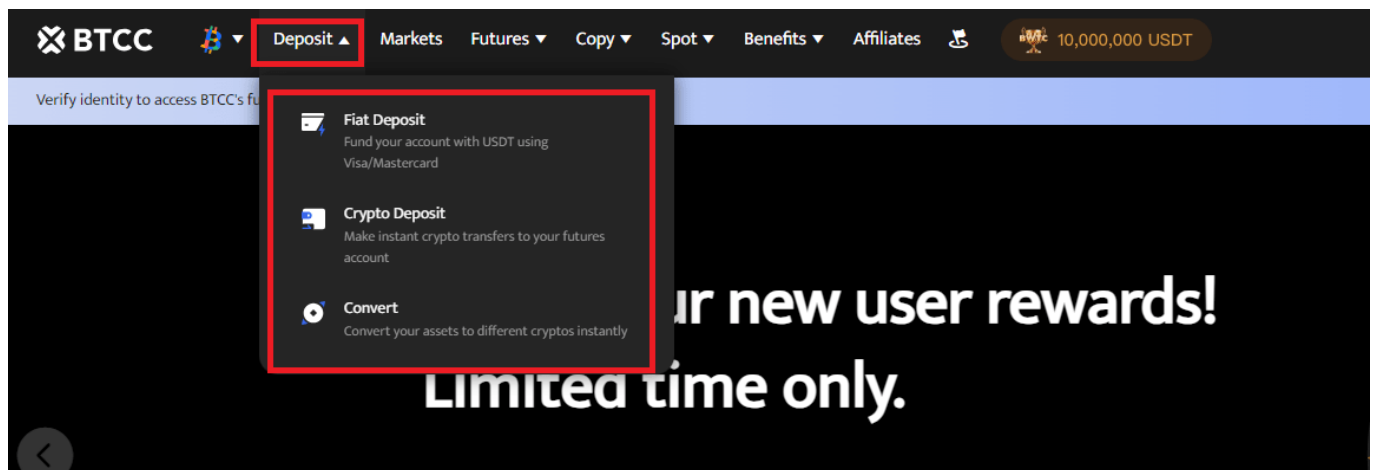 BTCC Deposit Markets Futures Copy Spot Benefits Affiliates 10,000,000 USDT
Verify identity to access BTCC's fu
Fiat Deposit
Fund your account with USDT using
Visa/Mastercard
Crypto Deposit
Make instant crypto transfers to your futures
account
Convert
Convert your assets to different cryptos instantly
ur new user rewards!
Limited time only.